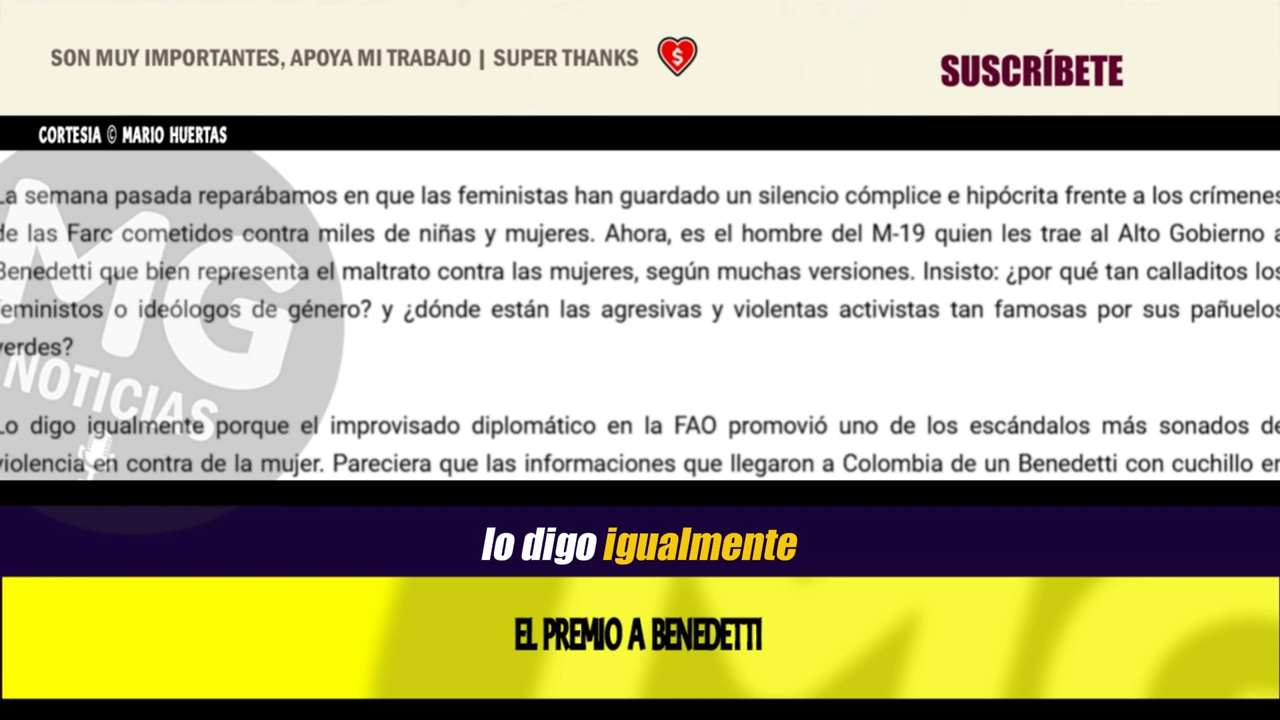 SON MUY IMPORTANTES, APOYA MI TRABAJO | SUPER THANKS $
SUSCRÍBETE
CORTESIA © MARIO HUERTAS
La semana pasada reparábamos en que las feministas han guardado un silencio cómplice e hipócrita frente a los crímenes
de las Farc cometidos contra miles de niñas y mujeres. Ahora, es el hombre del M-19 quien les trae al Alto Gobierno a
Benedetti que bien representa el maltrato contra las mujeres, según muchas versiones. Insisto: ¿por qué tan calladitos los
feministos o ideólogos de género? y ¿dónde están las agresivas y violentas activistas tan famosas por sus pañuelos
verdes?
MG
NOTICIAS
Lo digo igualmente porque el improvisado diplomático en la FAO promovió uno de los escándalos más sonados de
violencia en contra de la mujer. Pareciera que las informaciones que llegaron a Colombia de un Benedetti con cuchillo en
lo digo igualmente
EL PREMIO A BENEDETTI